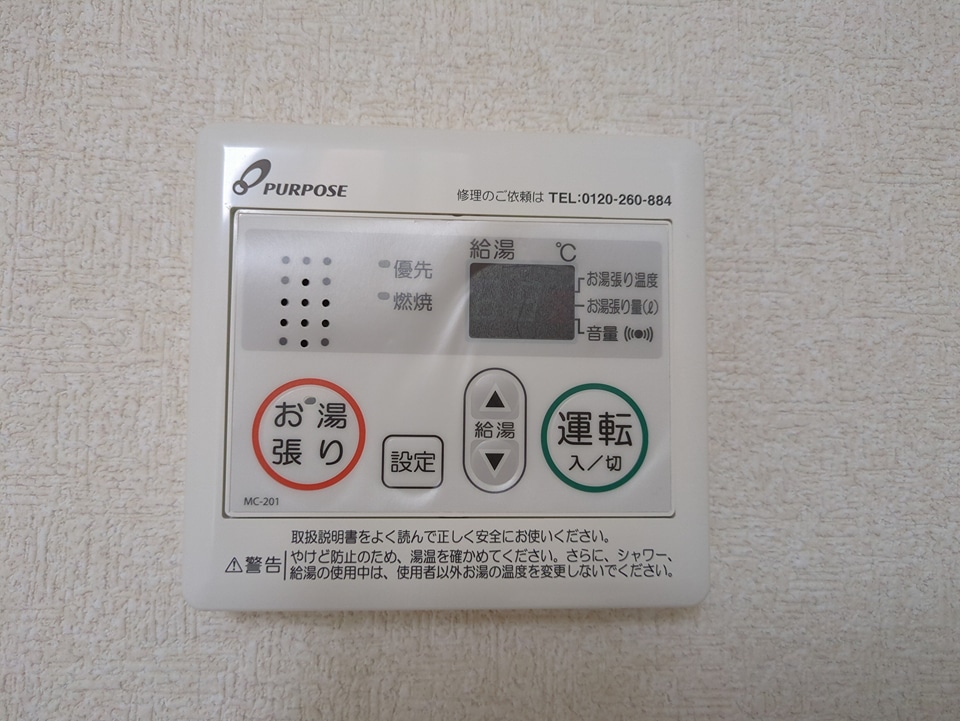 PURPOSE
修理のご依頼は TEL:0120-260-884
給湯 ℃
優先
燃焼
お湯張り温度
お湯張り量(ℓ)
音量
お湯
張り
設定
▲
給湯
▼
運転
入／切
MC-201
取扱説明書をよく読んで正しく安全にお使いください。
⚠警告
やけど防止のため、湯温を確かめてください。さらに、シャワー、
給湯の使用中は、使用者以外お湯の温度を変更しないでください。